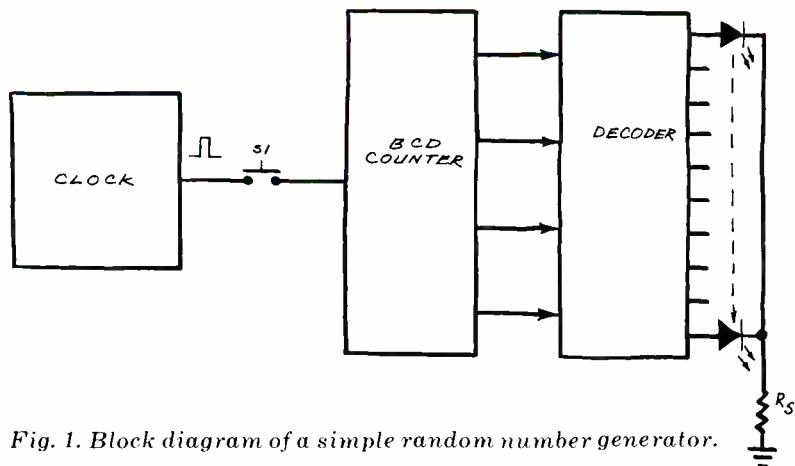 CLOCK
S1
BCD
COUNTER
DECODER
RS
Fig. 1. Block diagram of a simple random number generator.